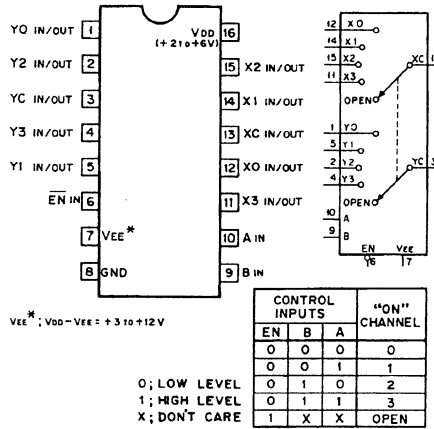 Y0 IN/OUT 1
Y2 IN/OUT 2
YC IN/OUT 3
Y3 IN/OUT 4
Y1 IN/OUT 5
EN IN 6
7 VEE*
8 GND
VDD 16
(+2TO+6V)
15 X2 IN/OUT
14 X1 IN/OUT
13 XC IN/OUT
12 X0 IN/OUT
11 X3 IN/OUT
10 A IN
9 B IN
12 X0
14 X1
15 X2
11 X3
OPEN
XC
1 Y0
5 Y1
2 Y2
4 Y3
OPEN
YC
10 A
9 B
EN VEE
6 7
VEE*; VDD-VEE=+3 TO +12V
CONTROL INPUTS "ON" CHANNEL
EN B A
0 0 0 0
0 0 1 1
0 1 0 2
0 1 1 3
1 X X OPEN
0; LOW LEVEL
1; HIGH LEVEL
X; DON'T CARE